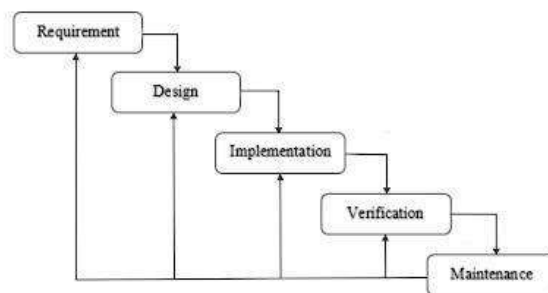 Requirement
Design
Implementation
Verification
Maintenance